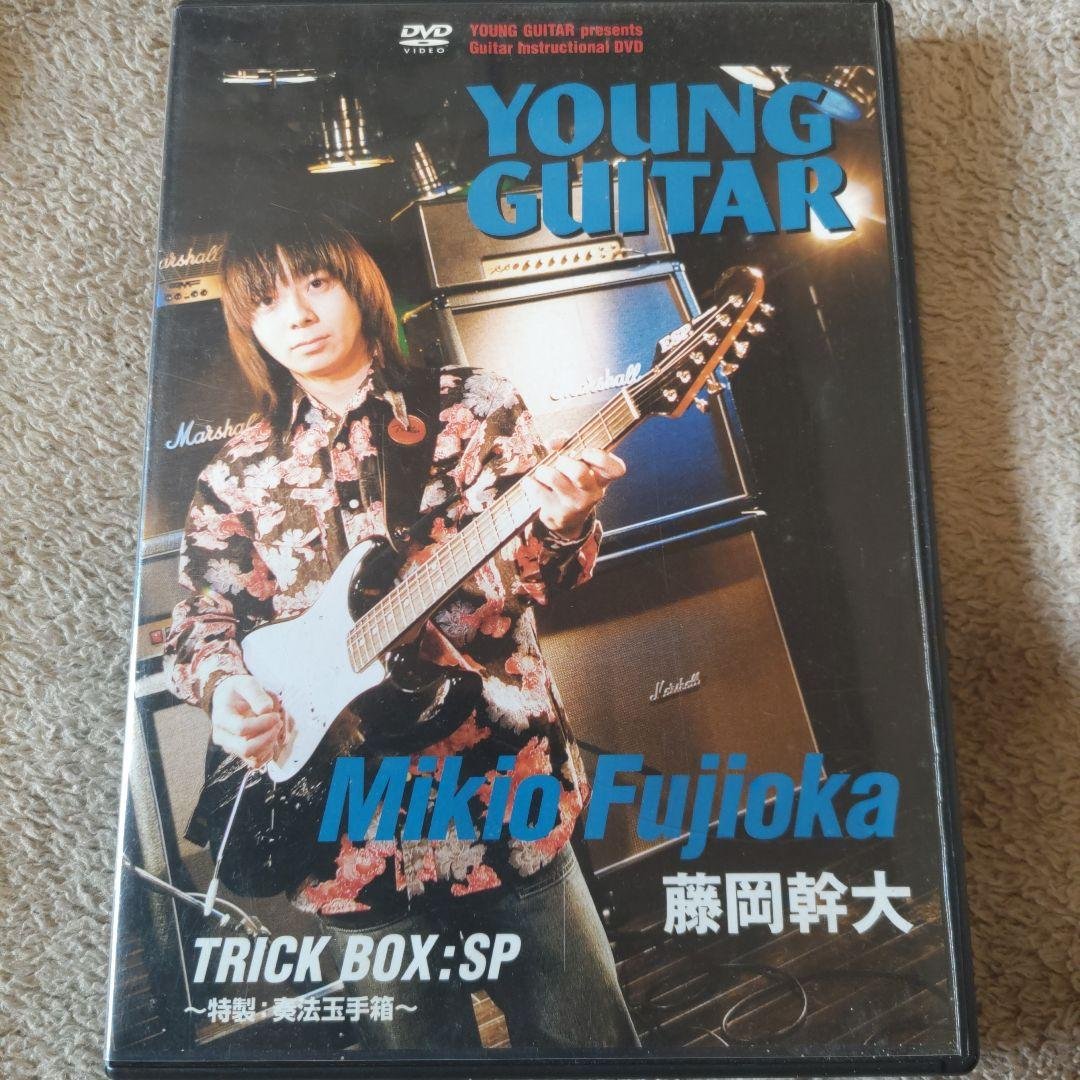 DVD
VIDEO
YOUNG GUITAR presents
Guitar Instructional DVD
YOUNG
GUITAR
Marshall
ESP
Marshall
Marshall
Marshall
Mikio Fujioka
藤岡幹大
TRICK BOX:SP
〜特製:奏法玉手箱〜